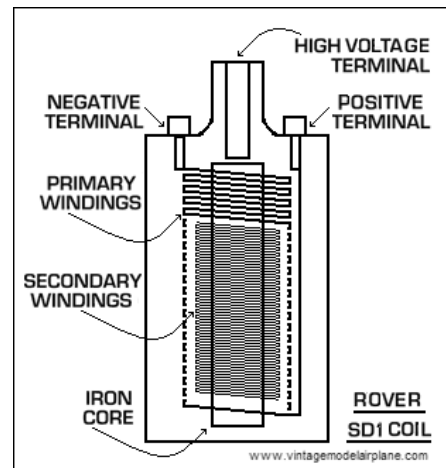 HIGH VOLTAGE
TERMINAL
NEGATIVE
TERMINAL
POSITIVE
TERMINAL
PRIMARY
WINDINGS
SECONDARY
WINDINGS
IRON
CORE
ROVER
SD1 COIL
www.vintagemodelairplane.com